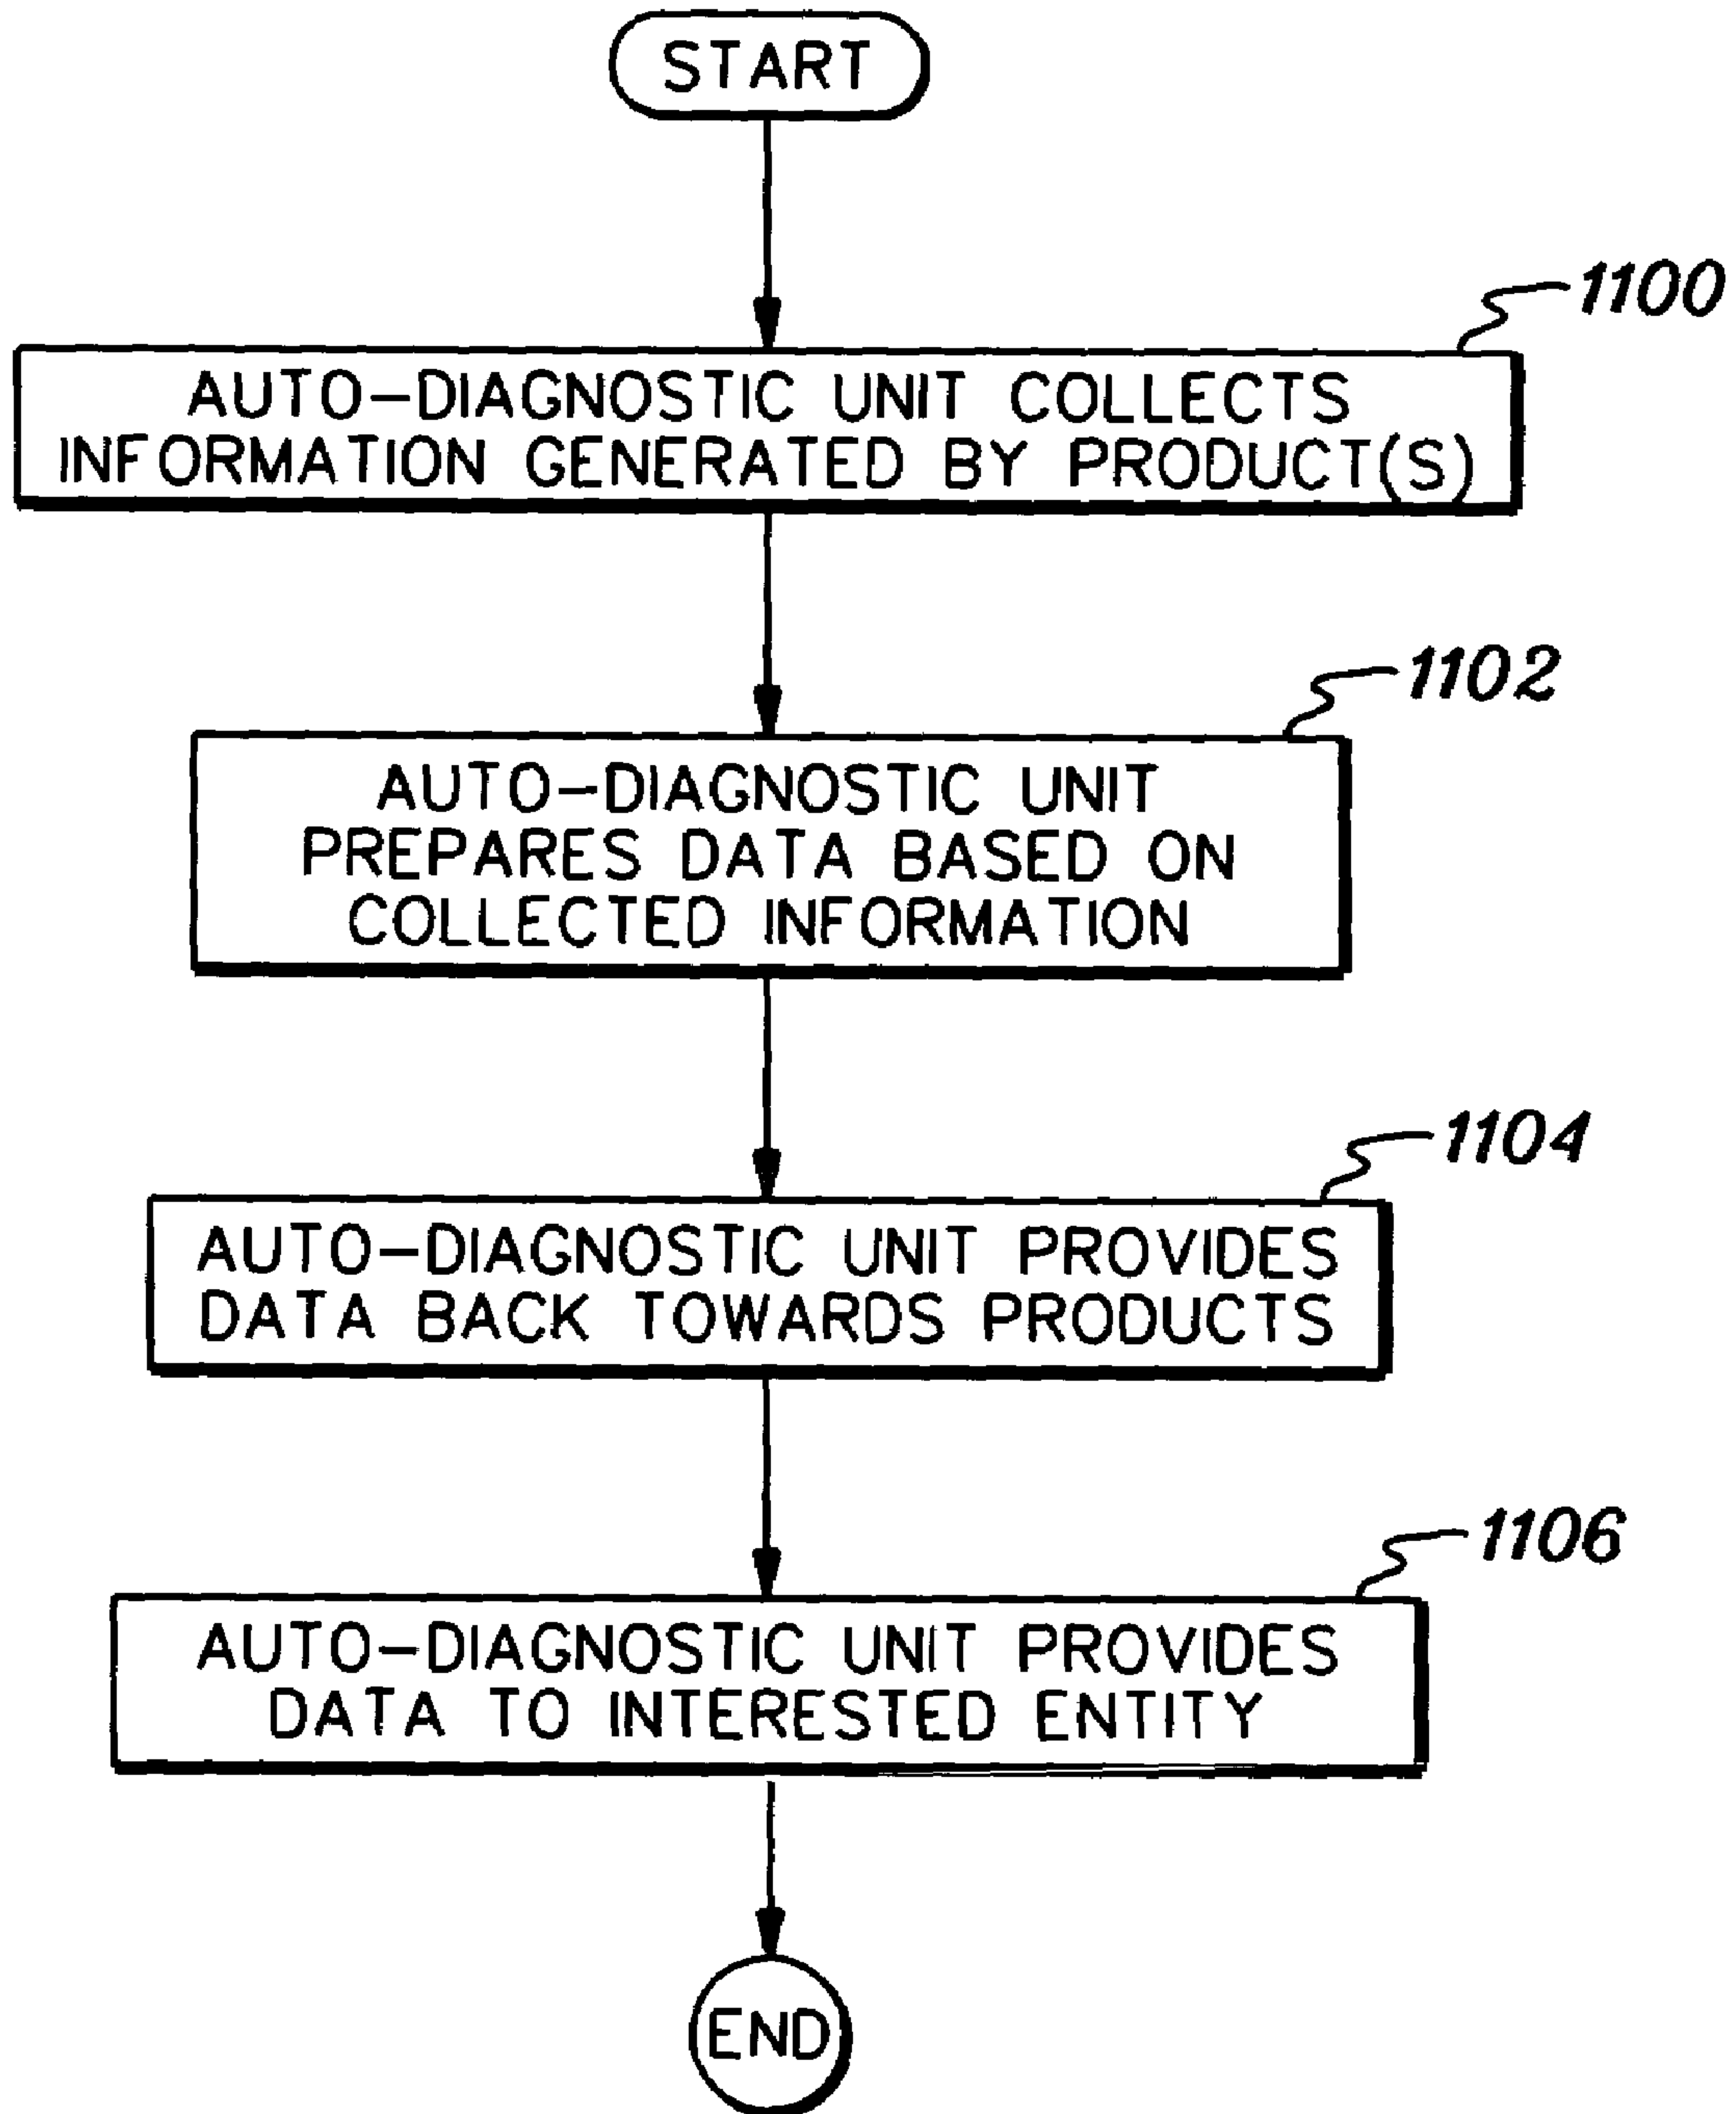 START
1100
AUTO-DIAGNOSTIC UNIT COLLECTS
INFORMATION GENERATED BY PRODUCT(S)
1102
AUTO-DIAGNOSTIC UNIT
PREPARES DATA BASED ON
COLLECTED INFORMATION
1104
AUTO-DIAGNOSTIC UNIT PROVIDES
DATA BACK TOWARDS PRODUCTS
1106
AUTO-DIAGNOSTIC UNIT PROVIDES
DATA TO INTERESTED ENTITY
END